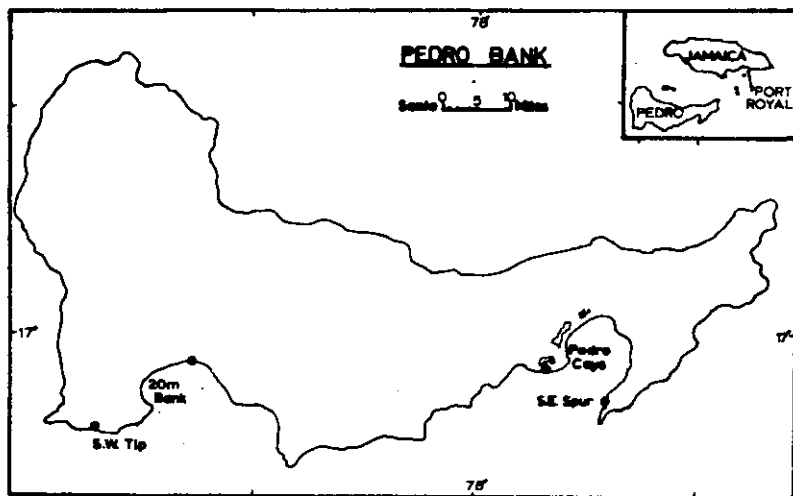 78°
PEDRO BANK
Scale 0 5 10 Miles
JAMAICA
PORT
ROYAL
PEDRO
17°
17°
Pedro
Cays
20m
Bank
S.E. Spur
S.W. Tip
78°